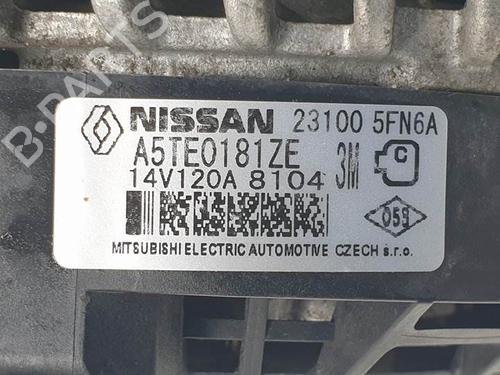 NISSAN 23100 5FN6A
A5TE0181ZE
14V120A 8104 3M C
059
MITSUBISHI ELECTRIC AUTOMOTIVE CZECH s.r.o.
B-PARTS